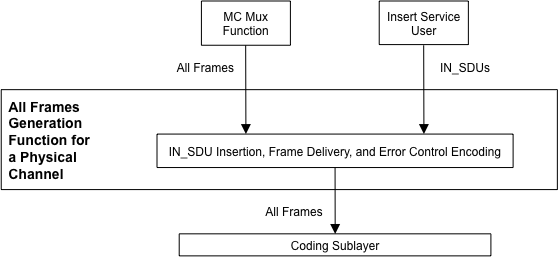 MC Mux
Function
Insert Service
User
All Frames
IN_SDUs
All Frames
Generation
Function for
a Physical
Channel
IN_SDU Insertion, Frame Delivery, and Error Control Encoding
All Frames
Coding Sublayer